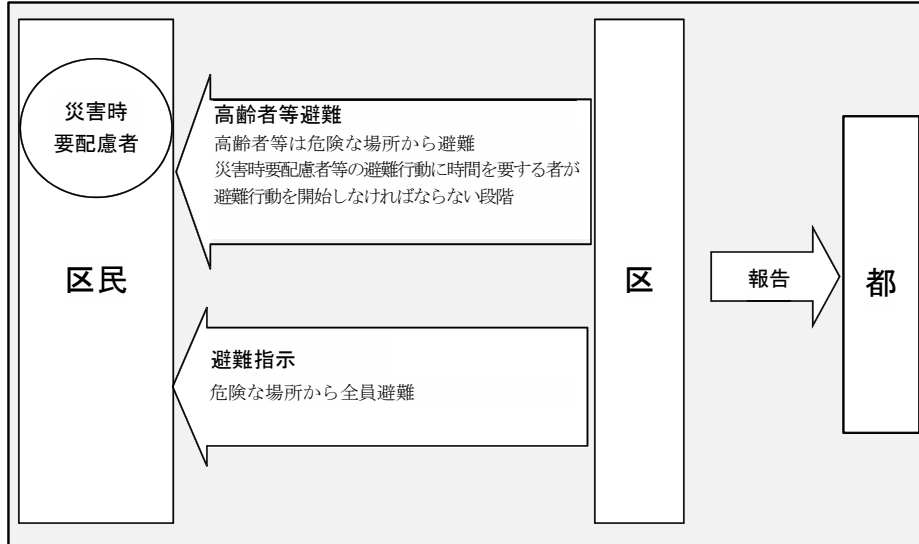 災害時
要配慮者
区民
高齢者等避難
高齢者等は危険な場所から避難
災害時要配慮者等の避難行動に時間を要する者が
避難行動を開始しなければならない段階
避難指示
危険な場所から全員避難
区
報告
都